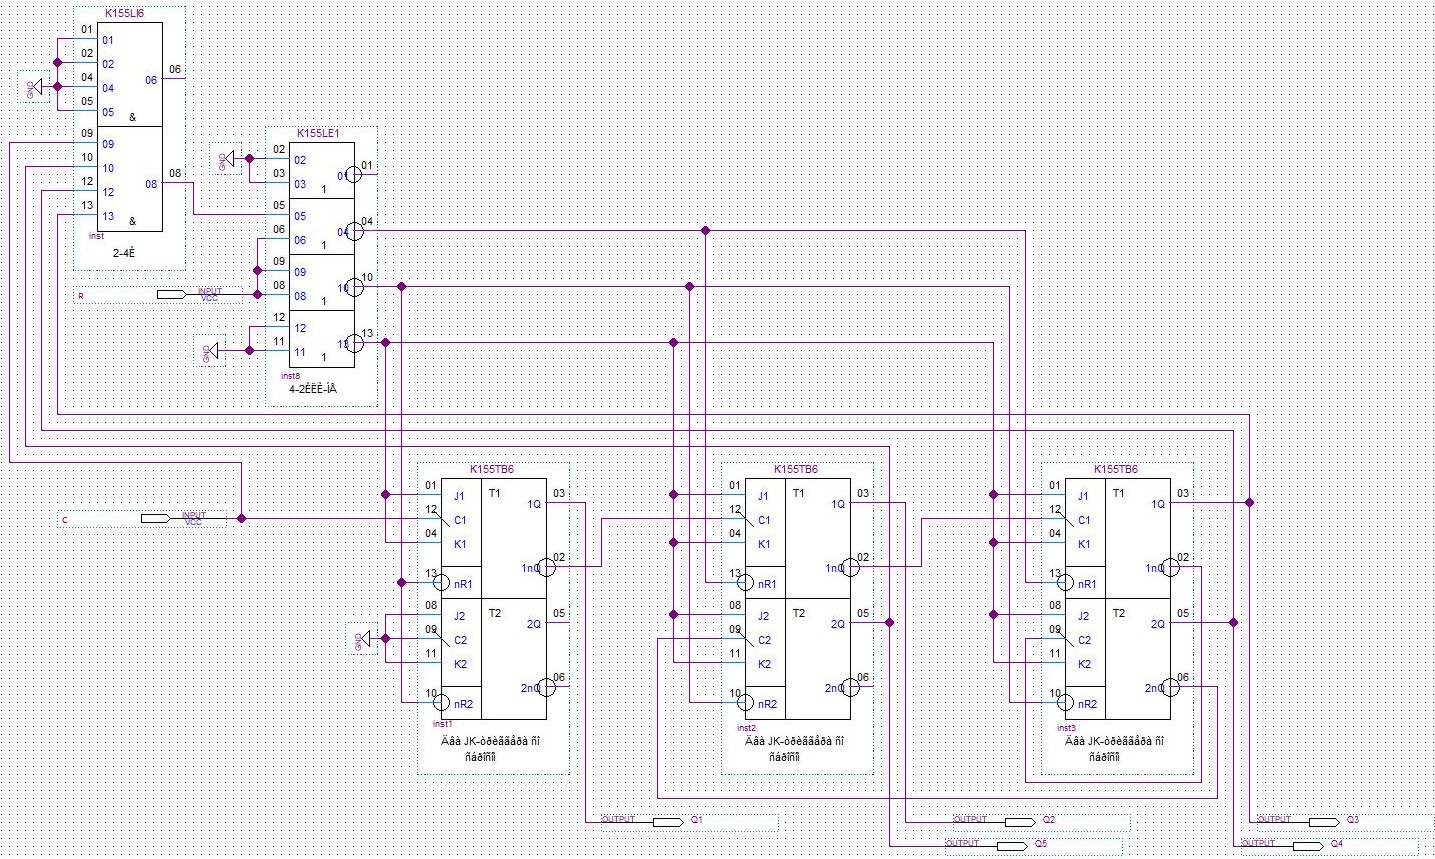 K155LI6
01 01
02 02
04 04
05 05
06 06
&
GND
09 09
10 10
12 12
13 13
08 08
&
inst
2-4È
K155LE1
02 02
03 03
01 01
1
GND
05 05
06 06
04 04
1
09 09
08 08
10 10
1
12 12
11 11
13 13
1
GND
inst8
4-2ÈËÈ-ÍÅ
R INPUT
VCC
C INPUT
VCC
K155TB6
01 J1 T1 1Q 03
12 C1
04 K1
1nQ 02
13 nR1
08 J2 T2 2Q 05
09 C2
11 K2
2nQ 06
10 nR2
GND
inst1
Äâà JK-òðèããåðà ñî
ñáðîñîì
K155TB6
01 J1 T1 1Q 03
12 C1
04 K1
1nQ 02
13 nR1
08 J2 T2 2Q 05
09 C2
11 K2
2nQ 06
10 nR2
inst2
Äâà JK-òðèããåðà ñî
ñáðîñîì
K155TB6
01 J1 T1 1Q 03
12 C1
04 K1
1nQ 02
13 nR1
08 J2 T2 2Q 05
09 C2
11 K2
2nQ 06
10 nR2
inst3
Äâà JK-òðèããåðà ñî
ñáðîñîì
OUTPUT Q1
OUTPUT Q2
OUTPUT Q3
OUTPUT Q5
OUTPUT Q4